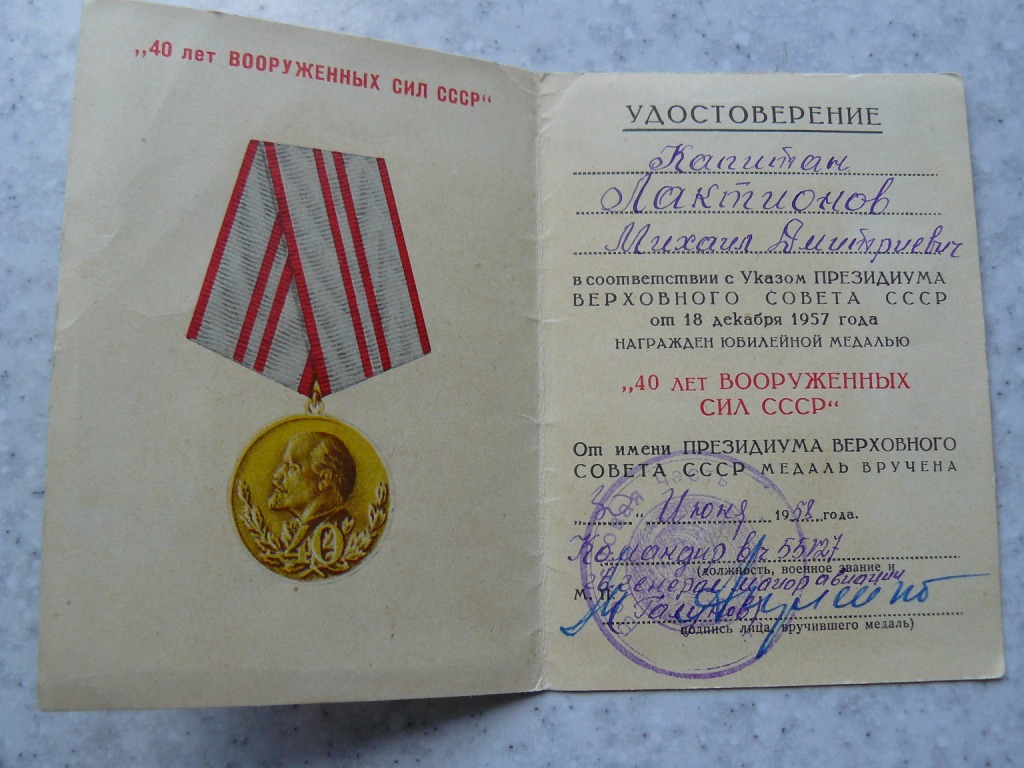 „40 лет ВООРУЖЕННЫХ СИЛ СССР“
40
УДОСТОВЕРЕНИЕ
Капитан
Лактионов
Михаил Дмитриевич
в соответствии с Указом ПРЕЗИДИУМА
ВЕРХОВНОГО СОВЕТА СССР
от 18 декабря 1957 года
НАГРАЖДЕН ЮБИЛЕЙНОЙ МЕДАЛЬЮ
„40 ЛЕТ ВООРУЖЕННЫХ
СИЛ СССР“
От имени ПРЕЗИДИУМА ВЕРХОВНОГО
СОВЕТА СССР МЕДАЛЬ ВРУЧЕНА
Июня 1958 года.
Командир в/ч 55127
(должность, военное звание и
генерал майор авиации
М. П.
подпись лица, вручившего медаль)
часть